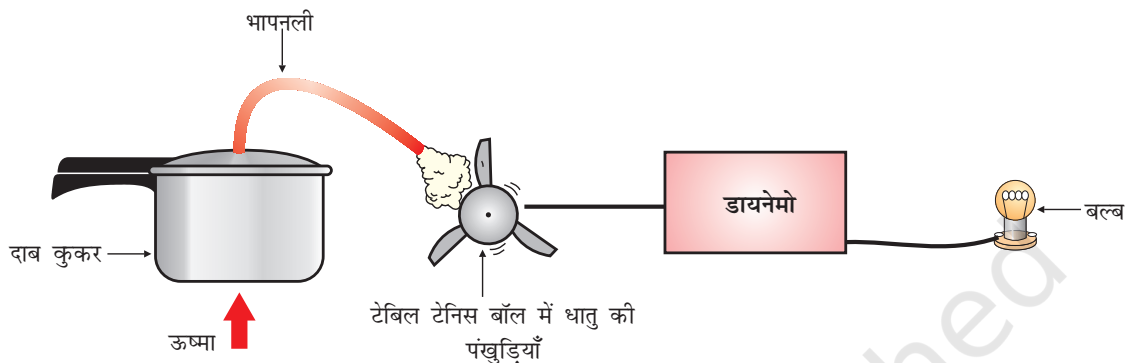 भापनली
दाब कुकर
ऊष्मा
टेबिल टेनिस बॉल में धातु की
पंखुड़ियाँ
डायनेमो
बल्ब